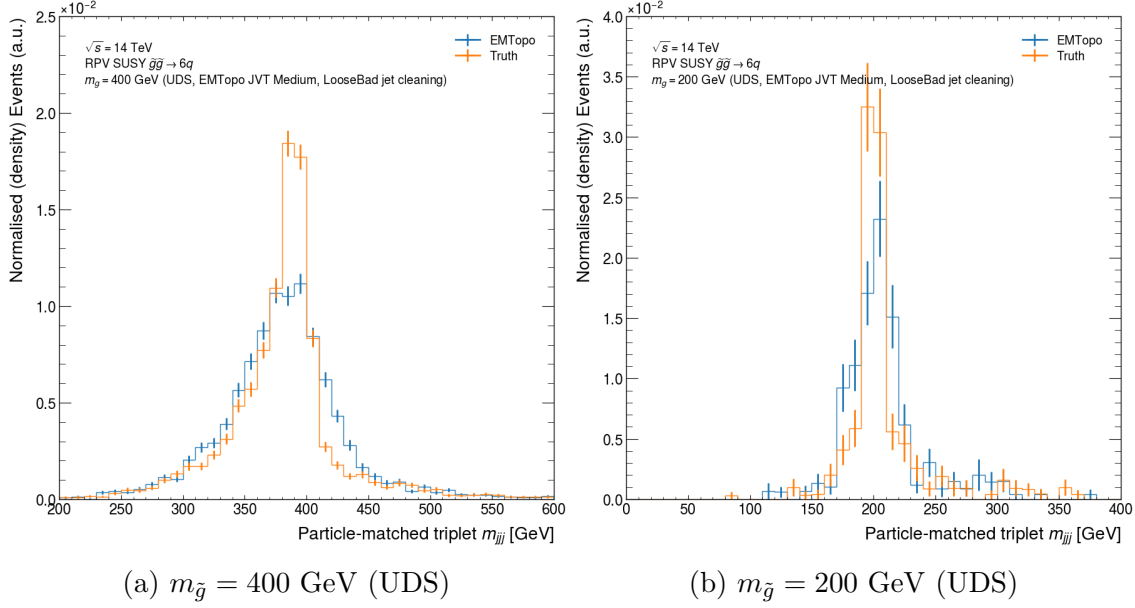 ×10⁻²
2.5
2.0
1.5
1.0
0.5
0.0
Normalised (density) Events (a.u.)
√s = 14 TeV
RPV SUSY g̃g̃ → 6q
m_g = 400 GeV (UDS, EMTopo JVT Medium, LooseBad jet cleaning)
EMTopo
Truth
200 250 300 350 400 450 500 550 600
Particle-matched triplet m_jjj [GeV]
(a) m_g̃ = 400 GeV (UDS)
×10⁻²
4.0
3.5
3.0
2.5
2.0
1.5
1.0
0.5
0.0
Normalised (density) Events (a.u.)
√s = 14 TeV
RPV SUSY g̃g̃ → 6q
m_g = 200 GeV (UDS, EMTopo JVT Medium, LooseBad jet cleaning)
EMTopo
Truth
0 50 100 150 200 250 300 350 400
Particle-matched triplet m_jjj [GeV]
(b) m_g̃ = 200 GeV (UDS)